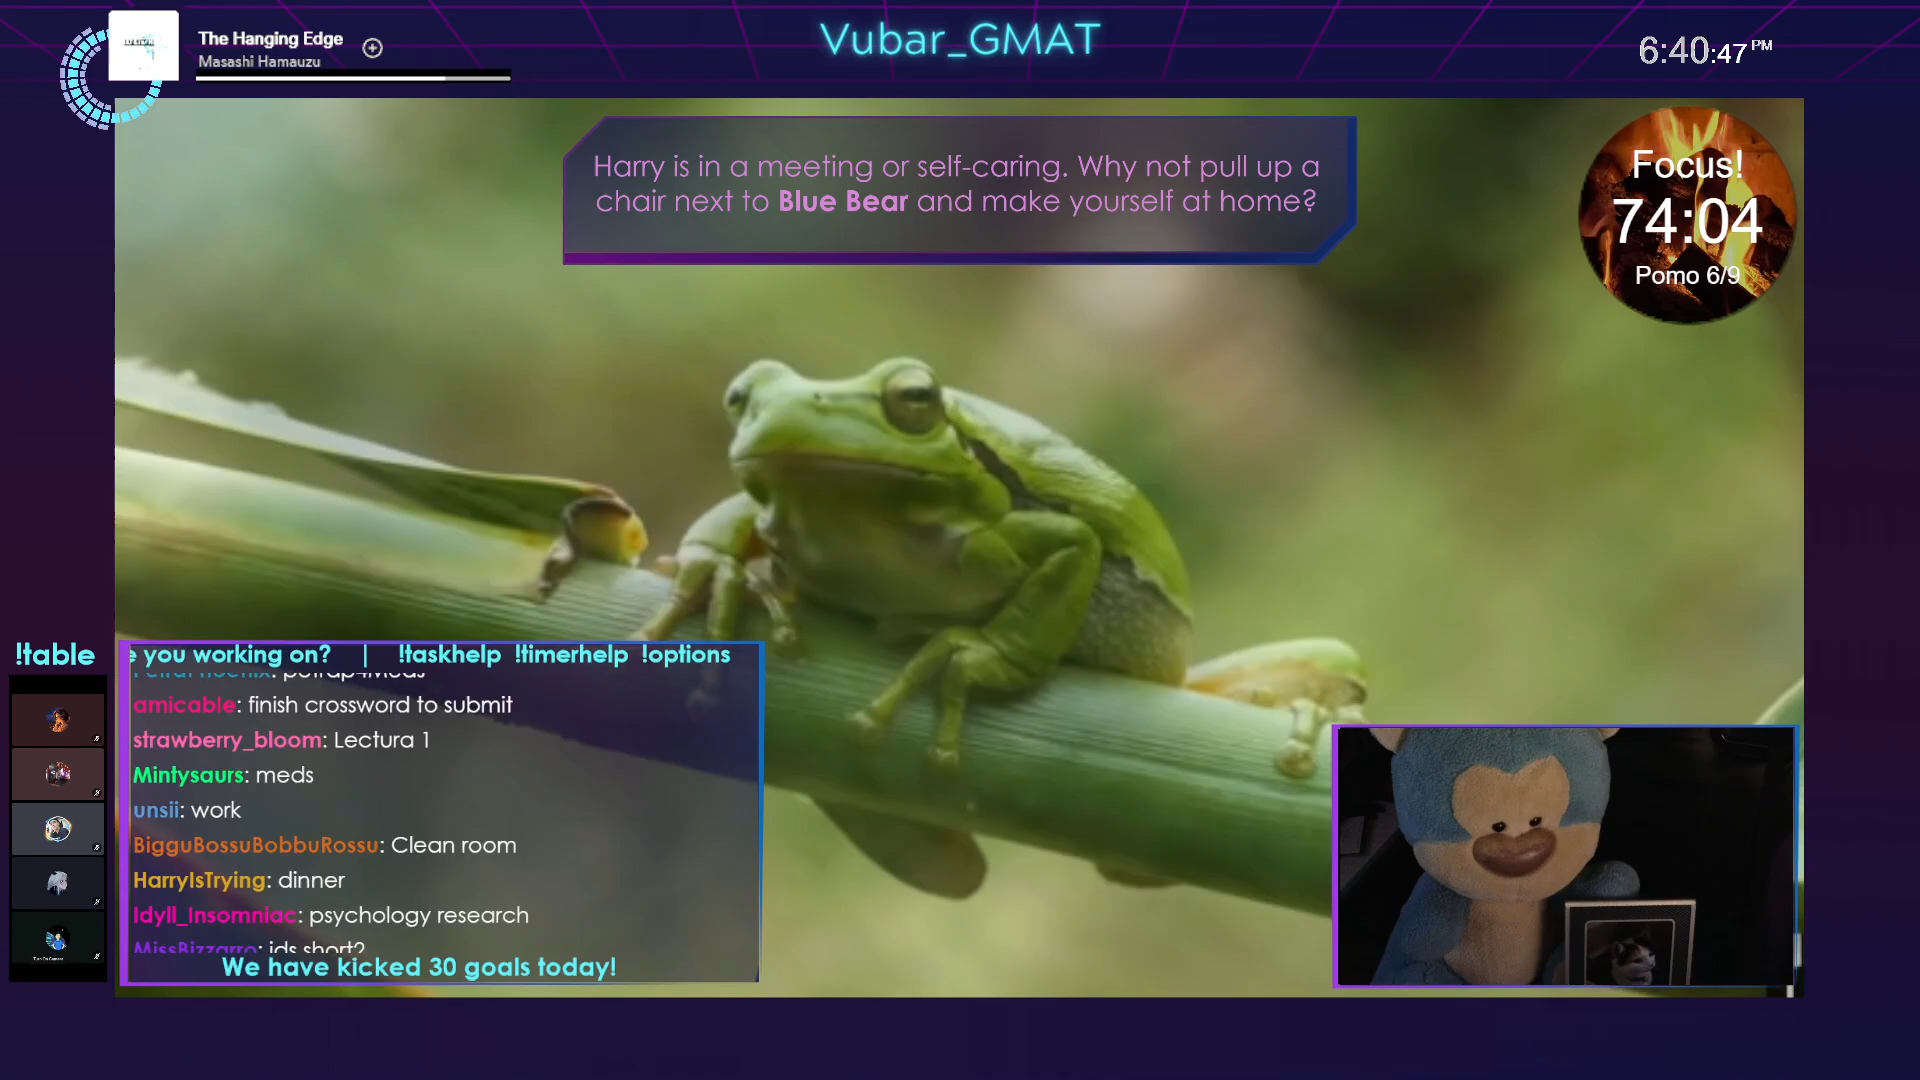 The Hanging Edge
Masashi Hamauzu
Vubar_GMAT
6:40:47 PM
Harry is in a meeting or self-caring. Why not pull up a
chair next to Blue Bear and make yourself at home?
Focus!
74:04
Pomo 6/9
!table
e you working on? | !taskhelp !timerhelp !options
amicable: finish crossword to submit
strawberry_bloom: Lectura 1
Mintysaurs: meds
unsii: work
BigguBossuBobbuRossu: Clean room
HarryIsTrying: dinner
Idyll_Insomniac: psychology research
MissBizzarro: ids short?
We have kicked 30 goals today!